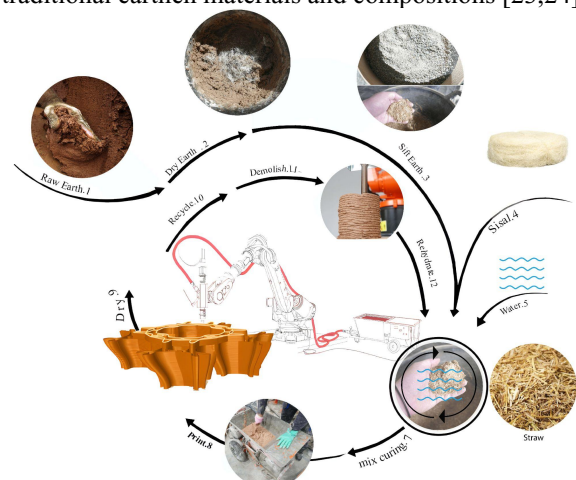 traditional earthen materials and compositions [23,24]
Raw Earth.1
Dry Earth .2
Sift Earth .3
Sisal.4
Water.5
Recycle.10
Demolish.11.
Rehydrate.12
Dry.9
Straw
mix curing.7
Print.8